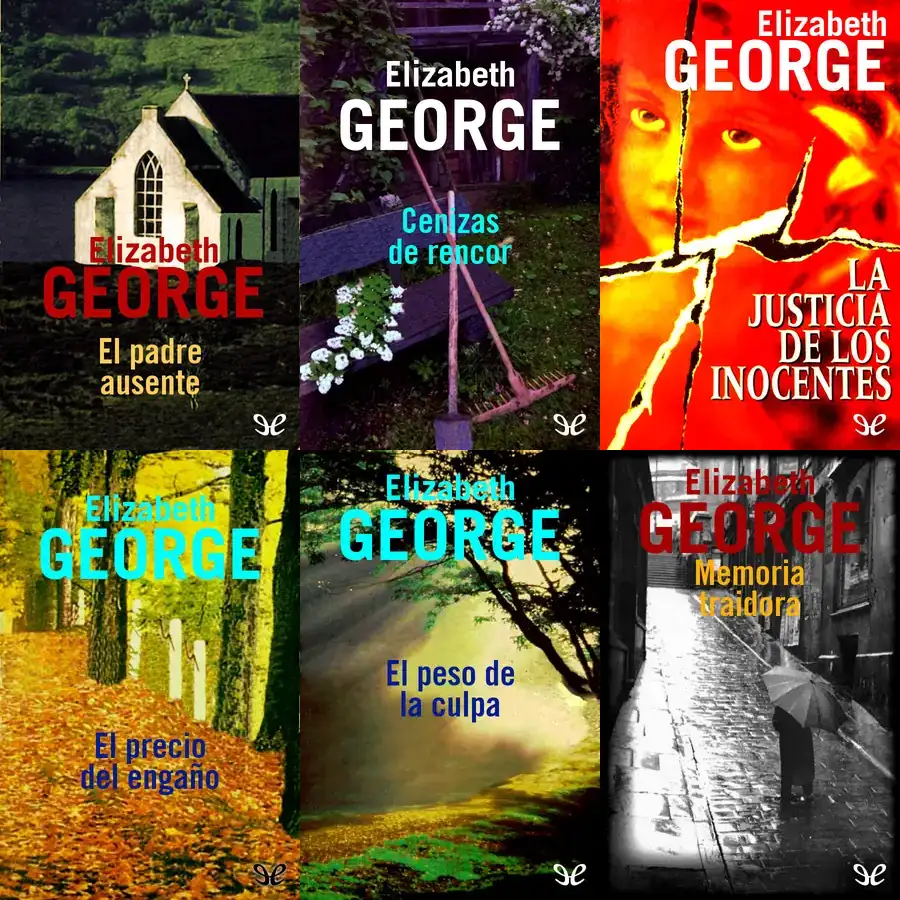 Elizabeth
GEORGE
El padre
ausente
Elizabeth
GEORGE
Cenizas
de rencor
Elizabeth
GEORGE
LA
JUSTICIA
DE LOS
INOCENTES
Elizabeth
GEORGE
El precio
del engaño
Elizabeth
GEORGE
El peso de
la culpa
Elizabeth
GEORGE
Memoria
traidora